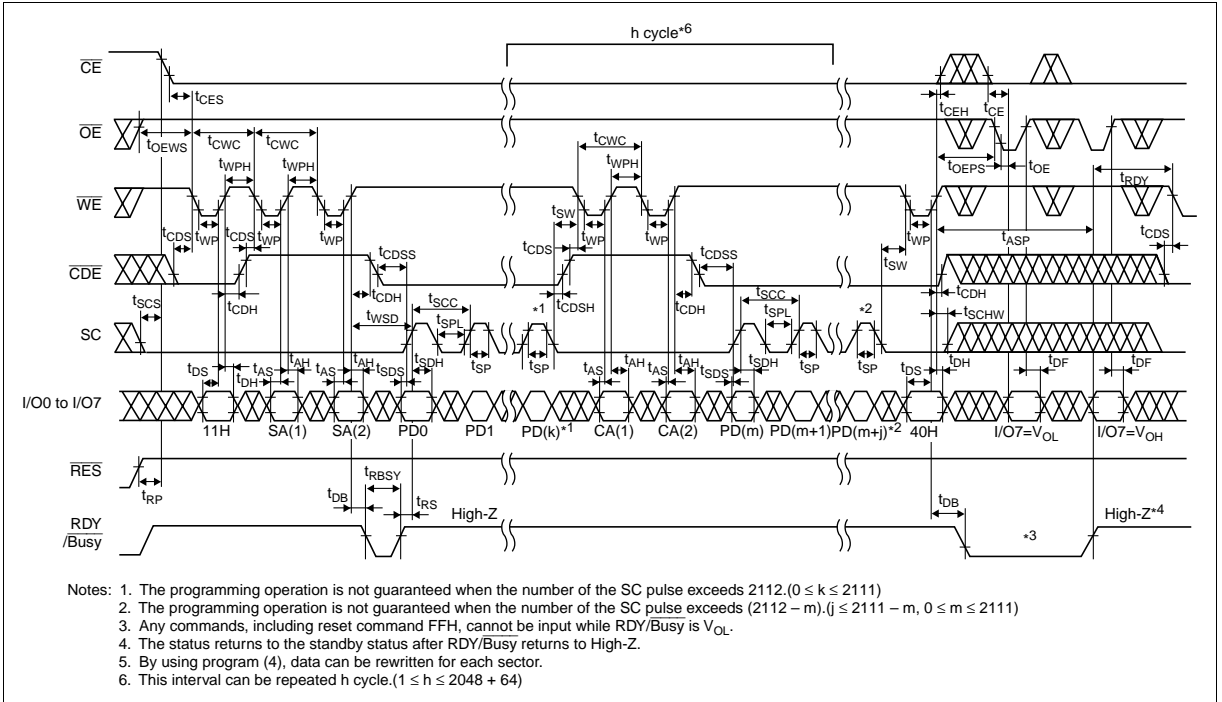 h cycle*6
CE
tCES
tCEH
tCE
OE
tOEWS
tCWC
tCWC
tCWC
tWPH
tWPH
tWPH
tOEPS
tOE
tRDY
WE
tCDS
tWP
tCDS
tWP
tWP
tSW
tCDS
tWP
tWP
tWP
tSW
tASP
tCDS
CDE
tCDSS
tCDSS
tSCS
tCDH
tCDH
tCDSH
tCDH
tCDH
tWSD
tSCC
tSPL
*1
tSCC
tSPL
*2
tSCHW
SC
tSP
tSP
tSP
tSP
tDS
tDH
tAS
tAH
tAS
tAH
tSDS
tSDH
tAS
tAH
tAS
tAH
tSDS
tSDH
tDS
tDH
tDF
tDF
I/O0 to I/O7
11H SA(1) SA(2) PD0 PD1 PD(k)*1 CA(1) CA(2) PD(m) PD(m+1) PD(m+j)*2 40H I/O7=VOL I/O7=VOH
RES
tRP
tDB
tRBSY
tRS
tDB
RDY
/Busy
High-Z
*3
High-Z*4
Notes: 1. The programming operation is not guaranteed when the number of the SC pulse exceeds 2112.(0 ≤ k ≤ 2111)
2. The programming operation is not guaranteed when the number of the SC pulse exceeds (2112 – m).(j ≤ 2111 – m, 0 ≤ m ≤ 2111)
3. Any commands, including reset command FFH, cannot be input while RDY/Busy is VOL.
4. The status returns to the standby status after RDY/Busy returns to High-Z.
5. By using program (4), data can be rewritten for each sector.
6. This interval can be repeated h cycle.(1 ≤ h ≤ 2048 + 64)